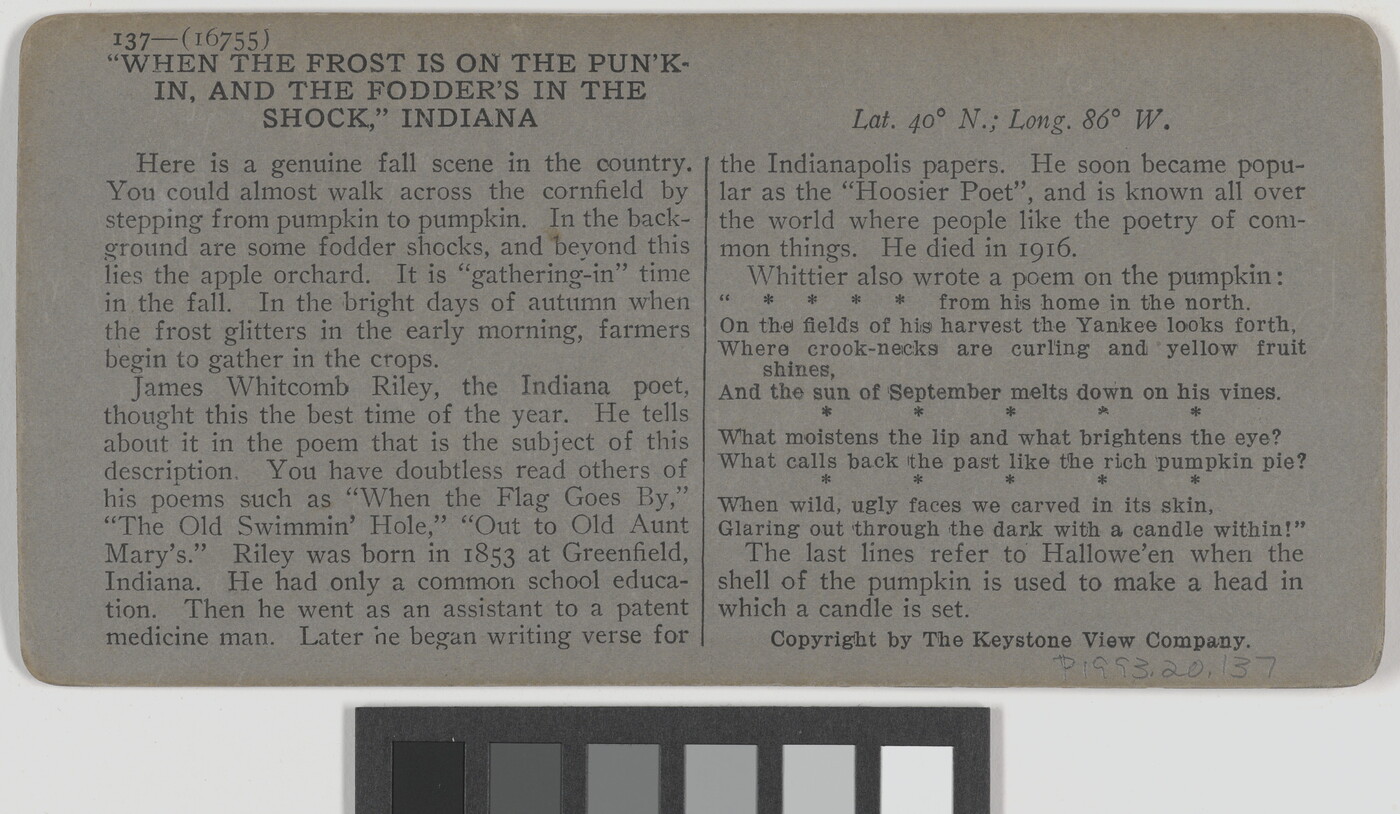 137—(16755)
“WHEN THE FROST IS ON THE PUN'K-
IN, AND THE FODDER'S IN THE
SHOCK,” INDIANA
Lat. 40° N.; Long. 86° W.
Here is a genuine fall scene in the country.
You could almost walk across the cornfield by
stepping from pumpkin to pumpkin. In the back-
ground are some fodder shocks, and beyond this
lies the apple orchard. It is “gathering-in” time
in the fall. In the bright days of autumn when
the frost glitters in the early morning, farmers
begin to gather in the crops.
James Whitcomb Riley, the Indiana poet,
thought this the best time of the year. He tells
about it in the poem that is the subject of this
description. You have doubtless read others of
his poems such as “When the Flag Goes By,”
“The Old Swimmin' Hole,” “Out to Old Aunt
Mary's.” Riley was born in 1853 at Greenfield,
Indiana. He had only a common school educa-
tion. Then he went as an assistant to a patent
medicine man. Later he began writing verse for
the Indianapolis papers. He soon became popu-
lar as the “Hoosier Poet”, and is known all over
the world where people like the poetry of com-
mon things. He died in 1916.
Whittier also wrote a poem on the pumpkin:
“ * * * * from his home in the north.
On the fields of his harvest the Yankee looks forth,
Where crook-necks are curling and yellow fruit
shines,
And the sun of September melts down on his vines.
* * * * *
What moistens the lip and what brightens the eye?
What calls back the past like the rich pumpkin pie?
* * * * *
When wild, ugly faces we carved in its skin,
Glaring out through the dark with a candle within!”
The last lines refer to Hallowe'en when the
shell of the pumpkin is used to make a head in
which a candle is set.
Copyright by The Keystone View Company.
P1993.20.137